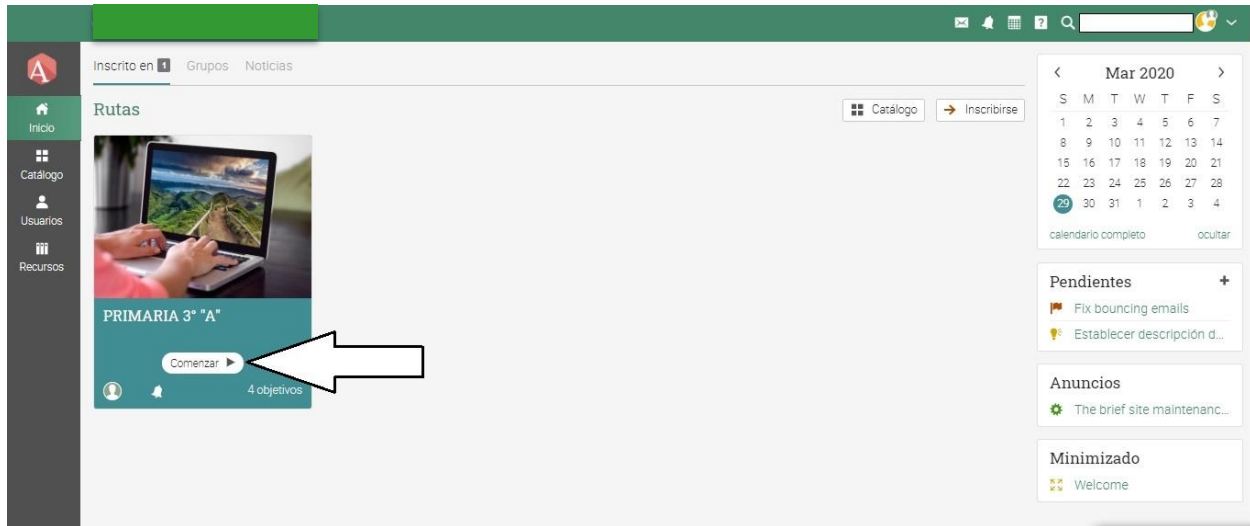 ?
A
Inscrito en 1 Grupos Noticias
Inicio
Catálogo
Usuarios
Recursos
Rutas
Catálogo
Inscribirse
PRIMARIA 3° "A"
Comenzar
4 objetivos
Mar 2020
S M T W T F S
1 2 3 4 5 6 7
8 9 10 11 12 13 14
15 16 17 18 19 20 21
22 23 24 25 26 27 28
29 30 31 1 2 3 4
calendario completo ocultar
Pendientes +
Fix bouncing emails
Establecer descripción d...
Anuncios
The brief site maintenanc...
Minimizado
Welcome